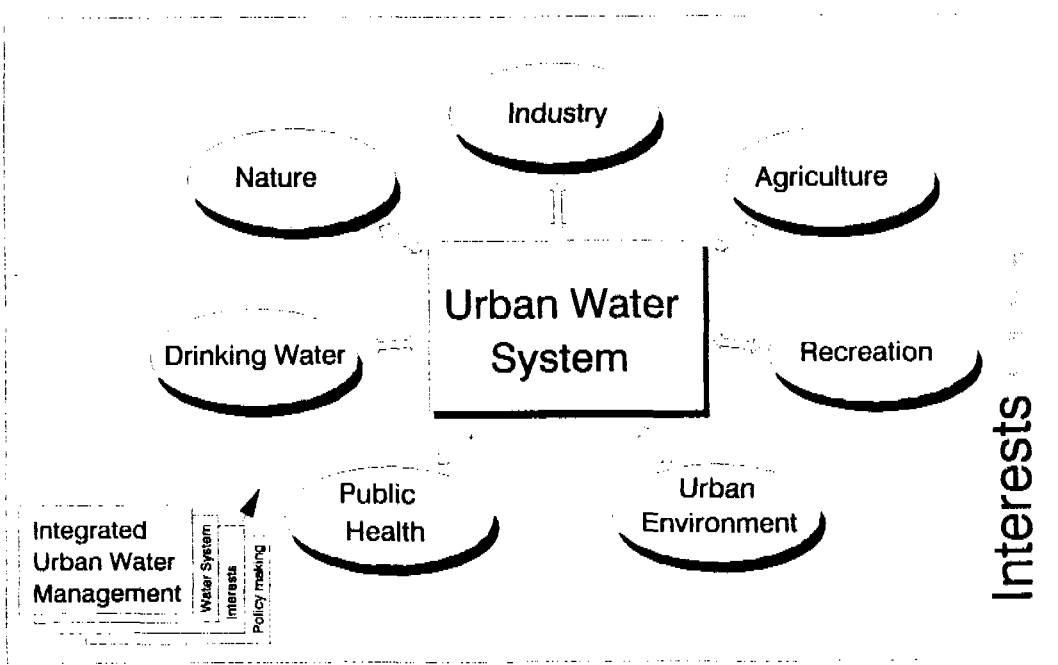 Industry
Nature
Agriculture
Urban Water
System
Drinking Water
Recreation
Public
Health
Urban
Environment
Integrated
Urban Water
Management
Water System
Interests
Policy making
Interests